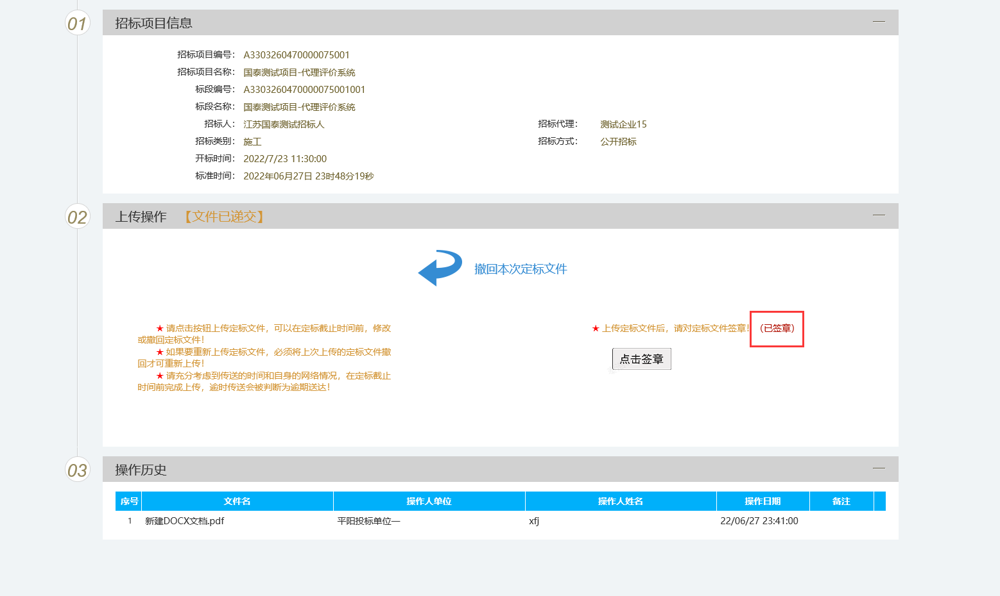 01
招标项目信息
招标项目编号： A3303260470000075001
招标项目名称： 国泰测试项目-代理评价系统
标段编号： A3303260470000075001001
标段名称： 国泰测试项目-代理评价系统
招标人： 江苏国泰测试招标人 招标代理： 测试企业15
招标类别： 施工 招标方式： 公开招标
开标时间： 2022/7/23 11:30:00
标准时间： 2022年06月27日 23时48分19秒
02
上传操作 【文件已递交】
撤回本次定标文件
★ 请点击按钮上传定标文件，可以在定标截止时间前，修改
或撤回定标文件！
★ 如果要重新上传定标文件，必须将上次上传的定标文件撤
回才可重新上传！
★ 请充分考虑到传送的时间和自身的网络情况，在定标截止
时间前完成上传，逾时传送会被判断为逾期送达！
★ 上传定标文件后，请对定标文件签章！（已签章）
点击签章
03
操作历史
序号 文件名 操作人单位 操作人姓名 操作日期 备注
1 新建DOCX文档.pdf 平阳投标单位一 xfj 22/06/27 23:41:00